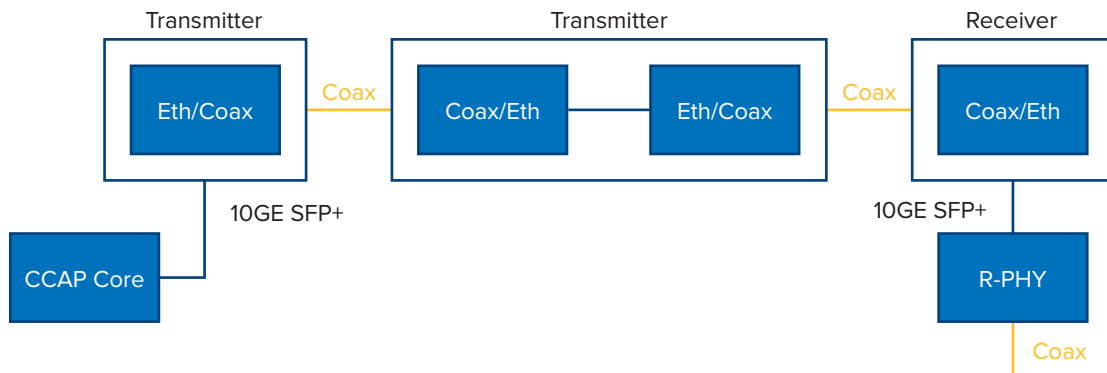 Transmitter
Transmitter
Receiver
Eth/Coax
Coax
Coax/Eth
Eth/Coax
Coax
Coax/Eth
10GE SFP+
10GE SFP+
CCAP Core
R-PHY
Coax